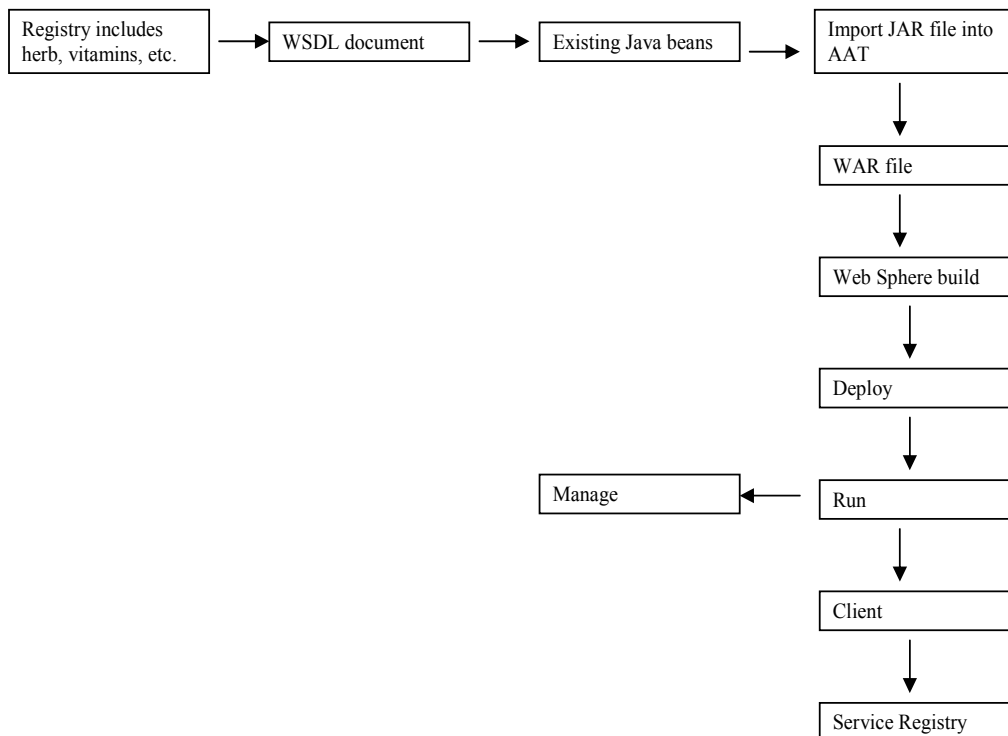 Registry includes
herb, vitamins, etc.
WSDL document
Existing Java beans
Import JAR file into
AAT
WAR file
Web Sphere build
Deploy
Manage
Run
Client
Service Registry